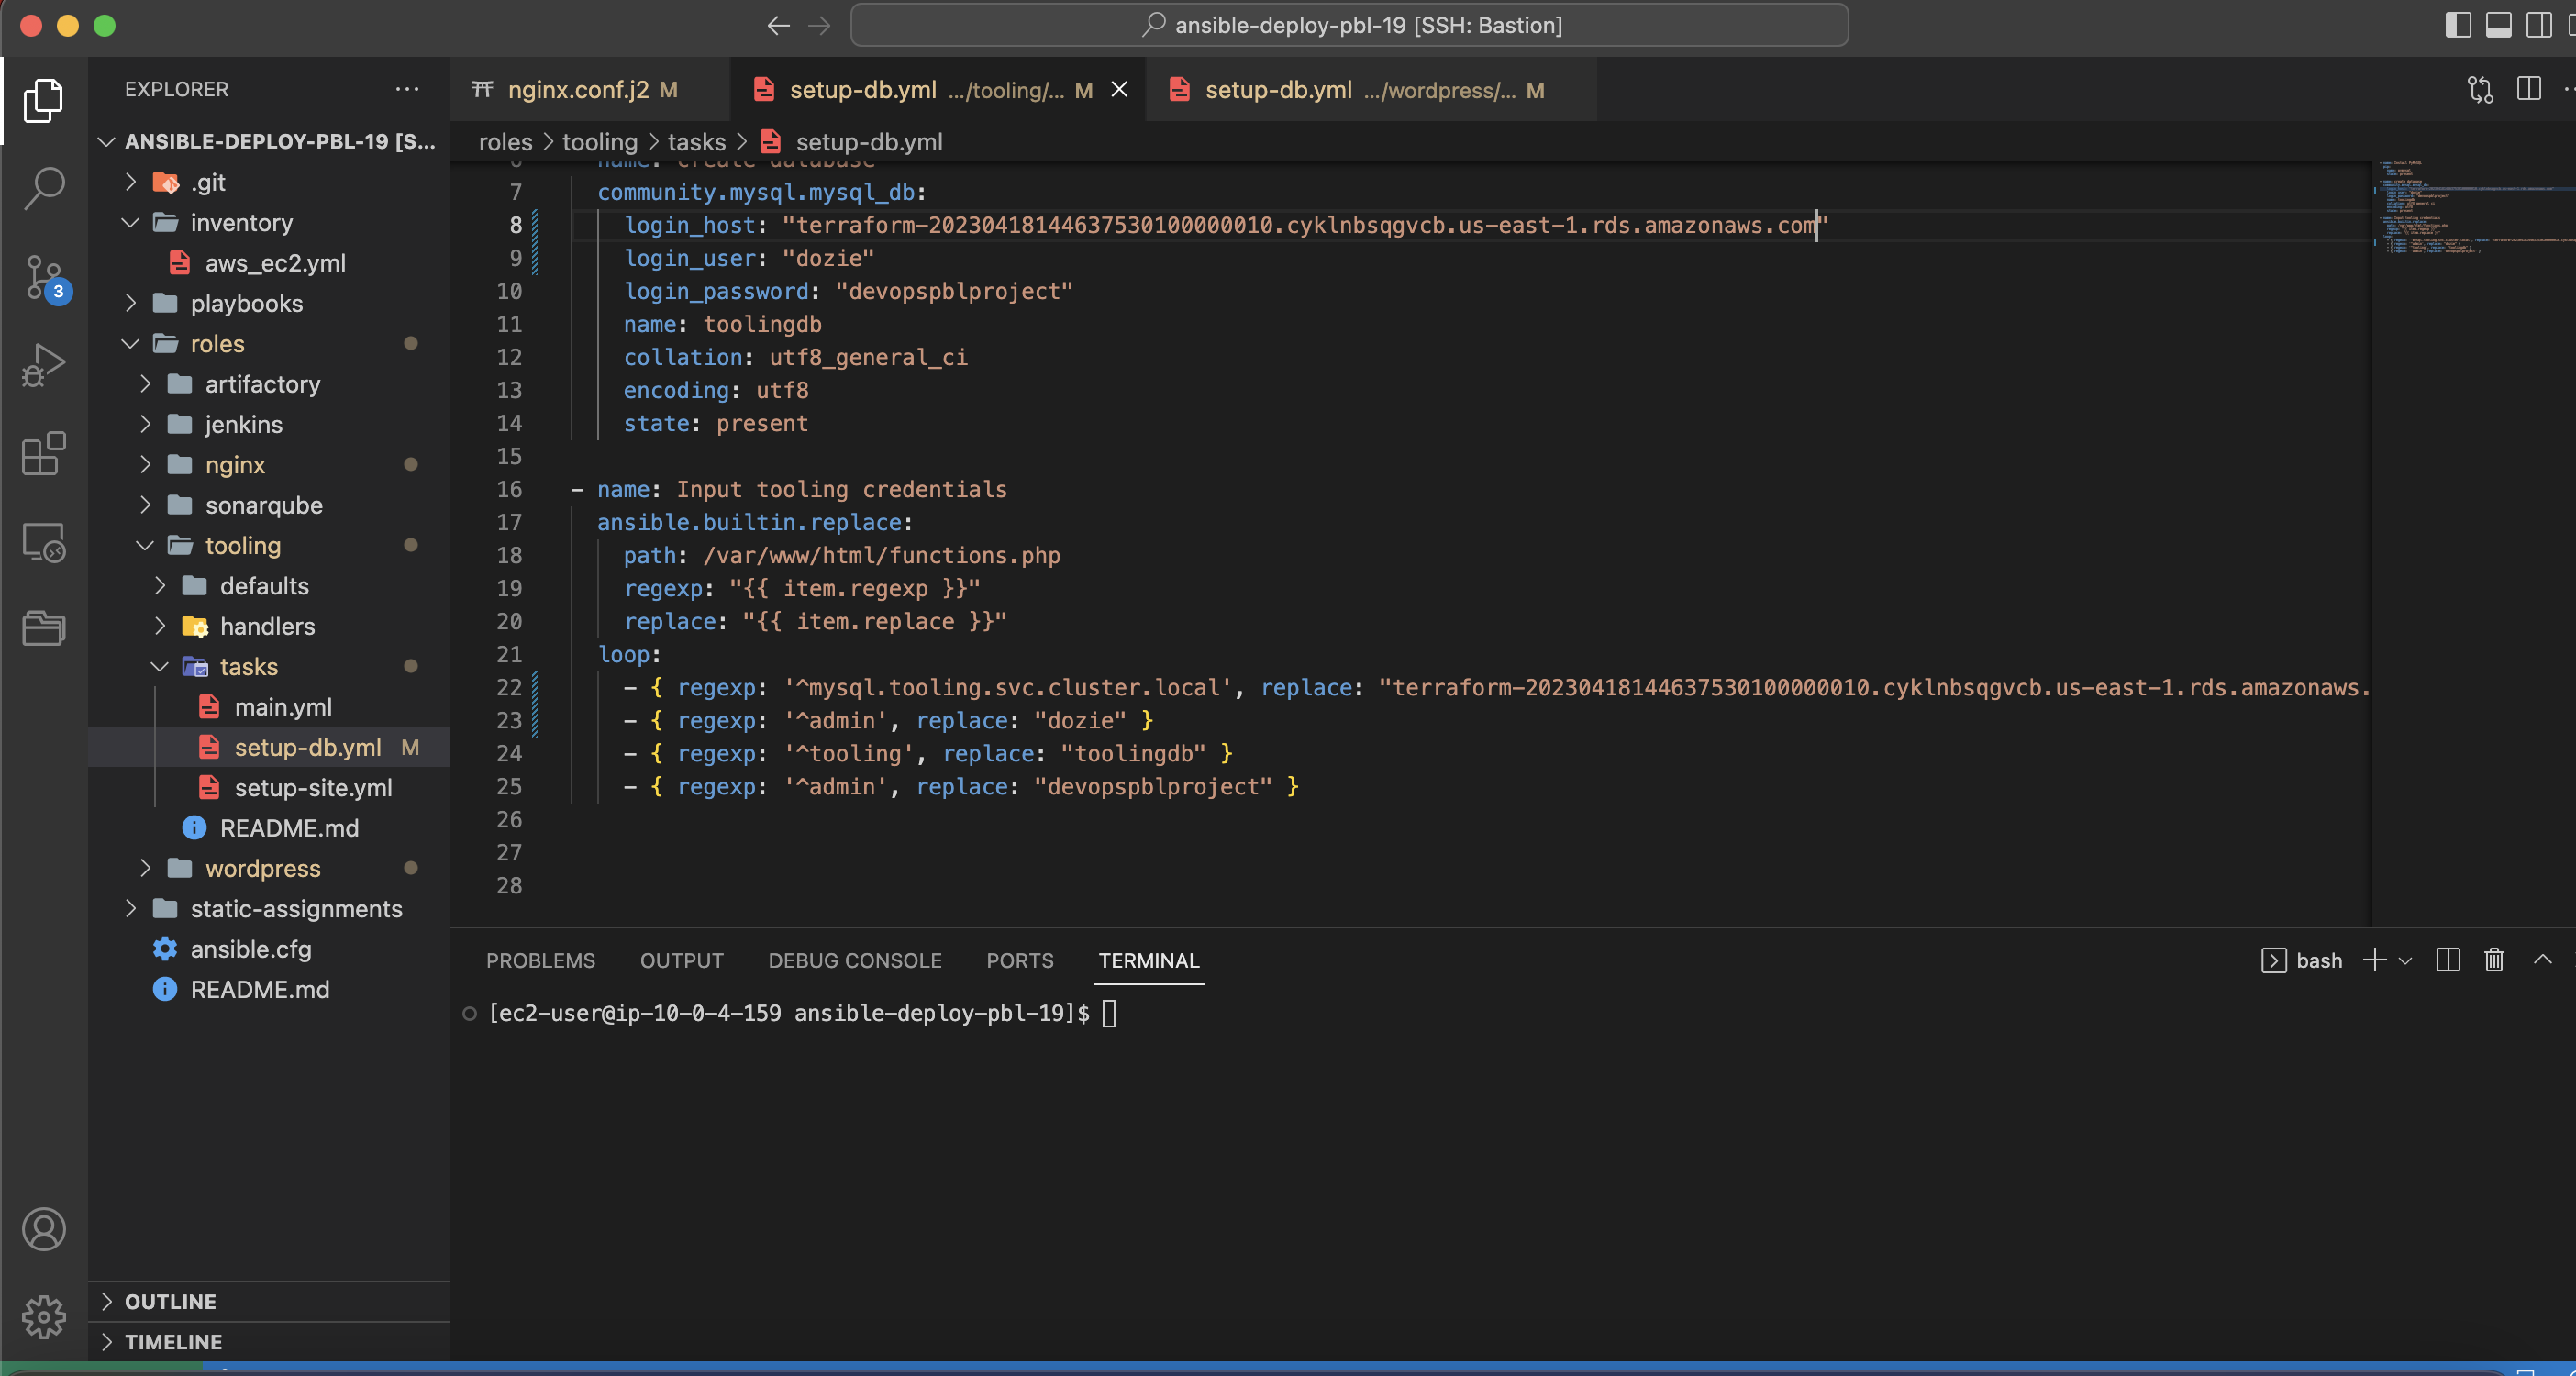 ansible-deploy-pbl-19 [SSH: Bastion]
EXPLORER
ANSIBLE-DEPLOY-PBL-19 [S...
.git
inventory
aws_ec2.yml
playbooks
roles
artifactory
jenkins
nginx
sonarqube
tooling
defaults
handlers
tasks
main.yml
setup-db.yml M
setup-site.yml
README.md
wordpress
static-assignments
ansible.cfg
README.md
OUTLINE
TIMELINE
3
nginx.conf.j2 M
setup-db.yml .../tooling/... M
setup-db.yml .../wordpress/... M
roles > tooling > tasks > setup-db.yml
6 name: create database
7 community.mysql.mysql_db:
8 login_host: "terraform-20230418144637530100000010.cyklnbsqgvcb.us-east-1.rds.amazonaws.com"
9 login_user: "dozie"
10 login_password: "devopspblproject"
11 name: toolingdb
12 collation: utf8_general_ci
13 encoding: utf8
14 state: present
15
16 - name: Input tooling credentials
17 ansible.builtin.replace:
18 path: /var/www/html/functions.php
19 regexp: "{{ item.regexp }}"
20 replace: "{{ item.replace }}"
21 loop:
22 - { regexp: '^mysql.tooling.svc.cluster.local', replace: "terraform-20230418144637530100000010.cyklnbsqgvcb.us-east-1.rds.amazonaws.
23 - { regexp: '^admin', replace: "dozie" }
24 - { regexp: '^tooling', replace: "toolingdb" }
25 - { regexp: '^admin', replace: "devopspblproject" }
26
27
28
PROBLEMS OUTPUT DEBUG CONSOLE PORTS TERMINAL
bash
[ec2-user@ip-10-0-4-159 ansible-deploy-pbl-19]$